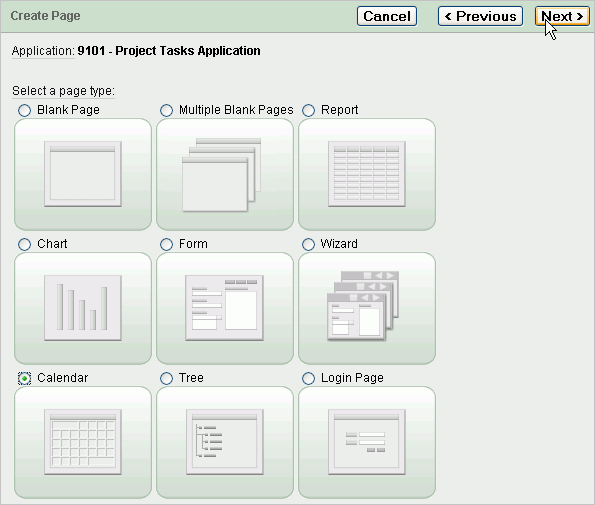 Create Page
Cancel
< Previous
Next >
Application: 9101 - Project Tasks Application
Select a page type:
Blank Page
Multiple Blank Pages
Report
Chart
Form
Wizard
Calendar
Tree
Login Page